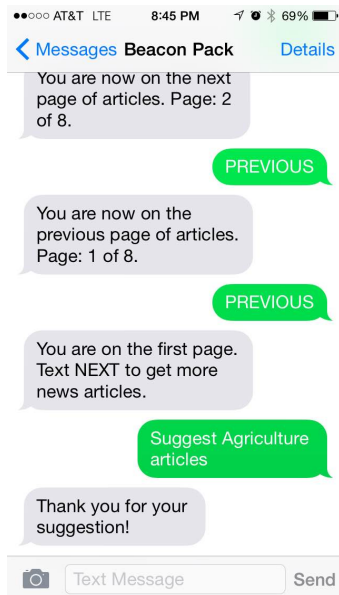 AT&T LTE 8:45 PM 69%
Messages Beacon Pack Details
You are now on the next
page of articles. Page: 2
of 8.
PREVIOUS
You are now on the
previous page of articles.
Page: 1 of 8.
PREVIOUS
You are on the first page.
Text NEXT to get more
news articles.
Suggest Agriculture
articles
Thank you for your
suggestion!
Text Message Send